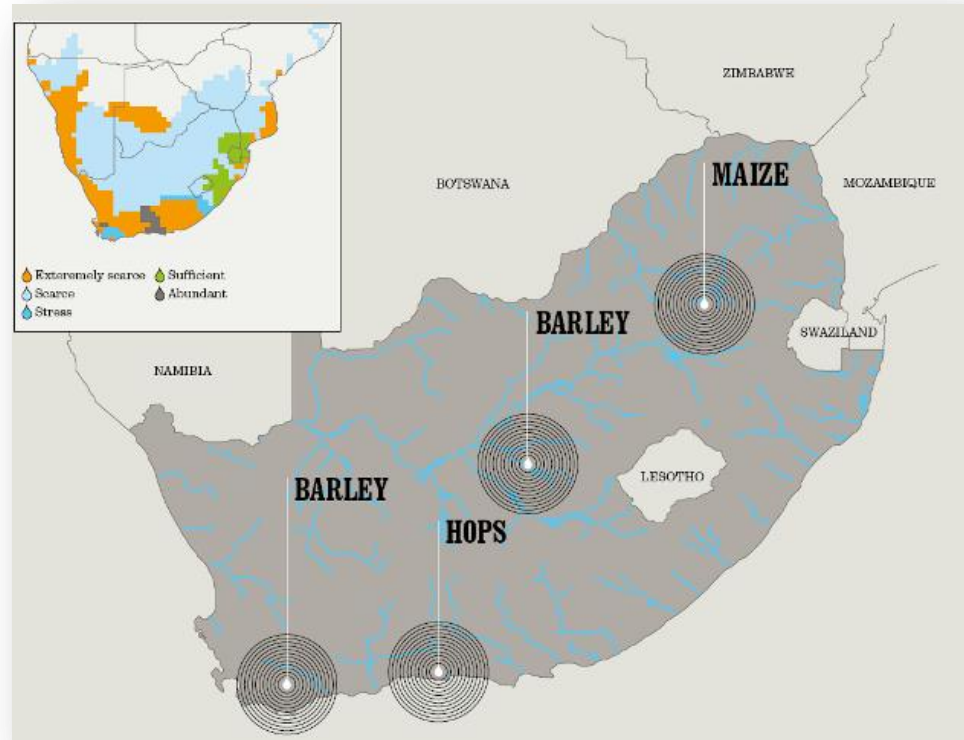 Exteremely scarce
Scarce
Stress
Sufficient
Abundant
ZIMBABWE
BOTSWANA
MAIZE
MOZAMBIQUE
BARLEY
SWAZILAND
NAMIBIA
LESOTHO
BARLEY
HOPS